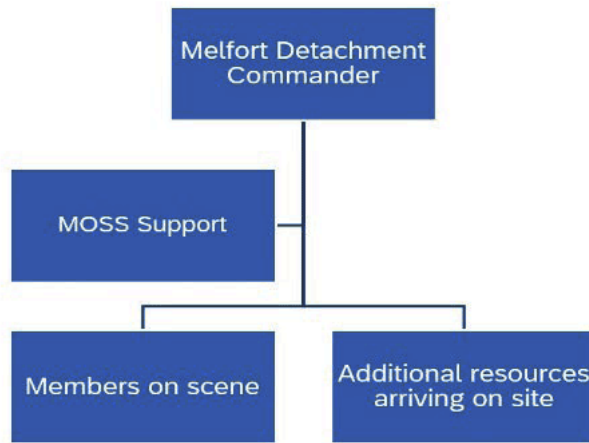 Melfort Detachment
Commander
MOSS Support
Members on scene
Additional resources
arriving on site